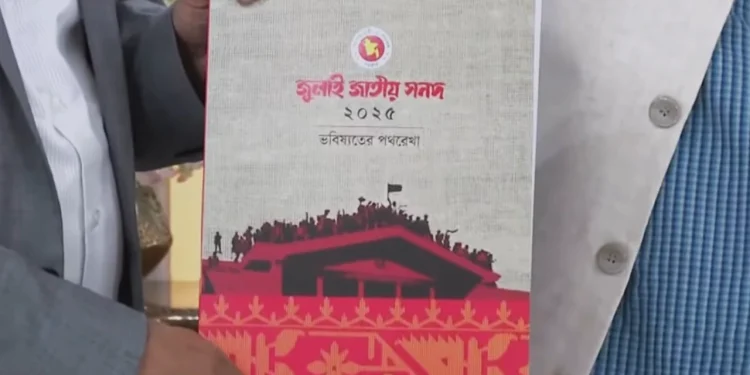 জুলাই জাতীয় সনদ
২০২৫
ভবিষ্যতের পথরেখা